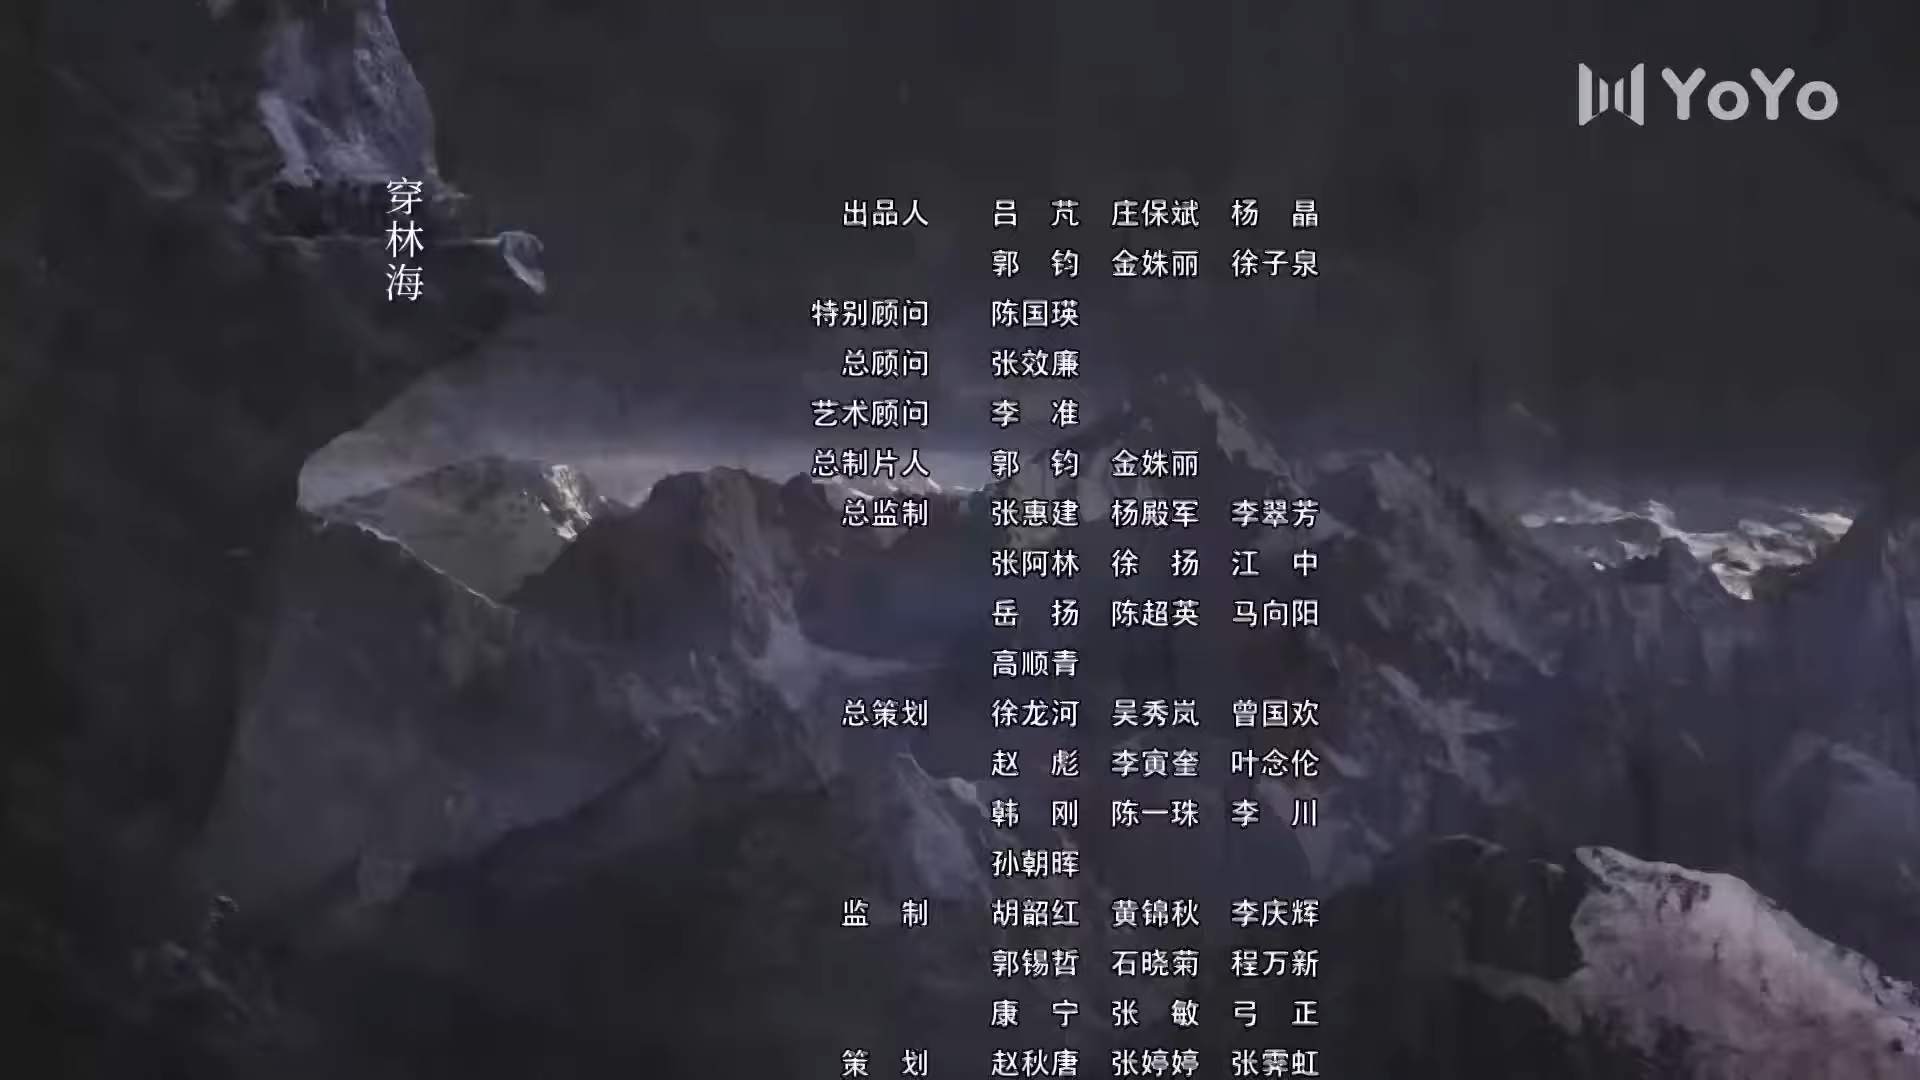 YoYo
穿林海
出品人 吕 芃 庄保斌 杨 晶
郭 钧 金姝丽 徐子泉
特别顾问 陈国瑛
总顾问 张效廉
艺术顾问 李 准
总制片人 郭 钧 金姝丽
总监制 张惠建 杨殿军 李翠芳
张阿林 徐 扬 江 中
岳 扬 陈超英 马向阳
高顺青
总策划 徐龙河 吴秀岚 曾国欢
赵 彪 李寅奎 叶念伦
韩 刚 陈一珠 李 川
孙朝晖
监 制 胡韶红 黄锦秋 李庆辉
郭锡哲 石晓菊 程万新
康 宁 张 敏 弓 正
策 划 赵秋唐 张婷婷 张霁虹